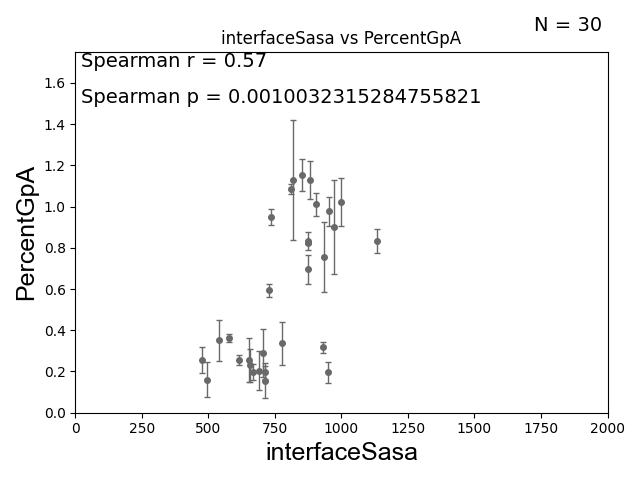 N = 30
interfaceSasa vs PercentGpA
Spearman r = 0.57
Spearman p = 0.0010032315284755821
PercentGpA
1.6
1.4
1.2
1.0
0.8
0.6
0.4
0.2
0.0
0 250 500 750 1000 1250 1500 1750 2000
interfaceSasa